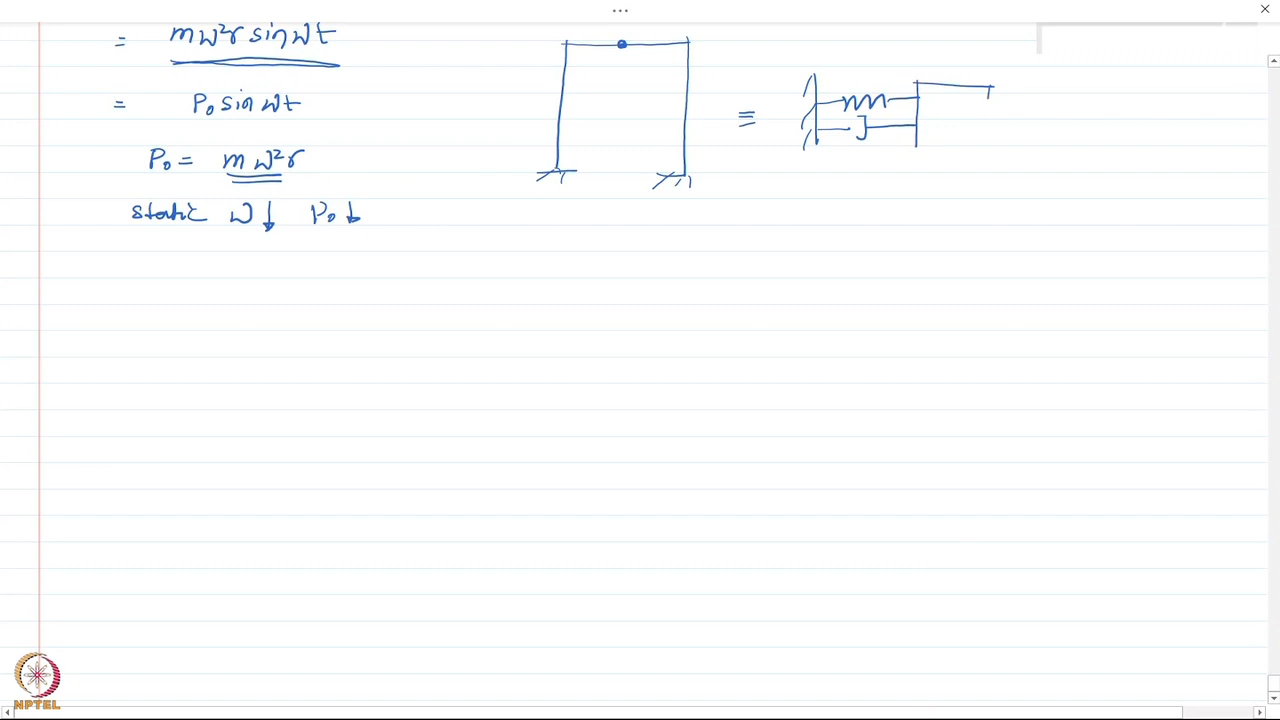 = mω²r sin ωt
= P₀ sin ωt
P₀ = mω²r
static ω↓ P₀↓
≡
NPTEL